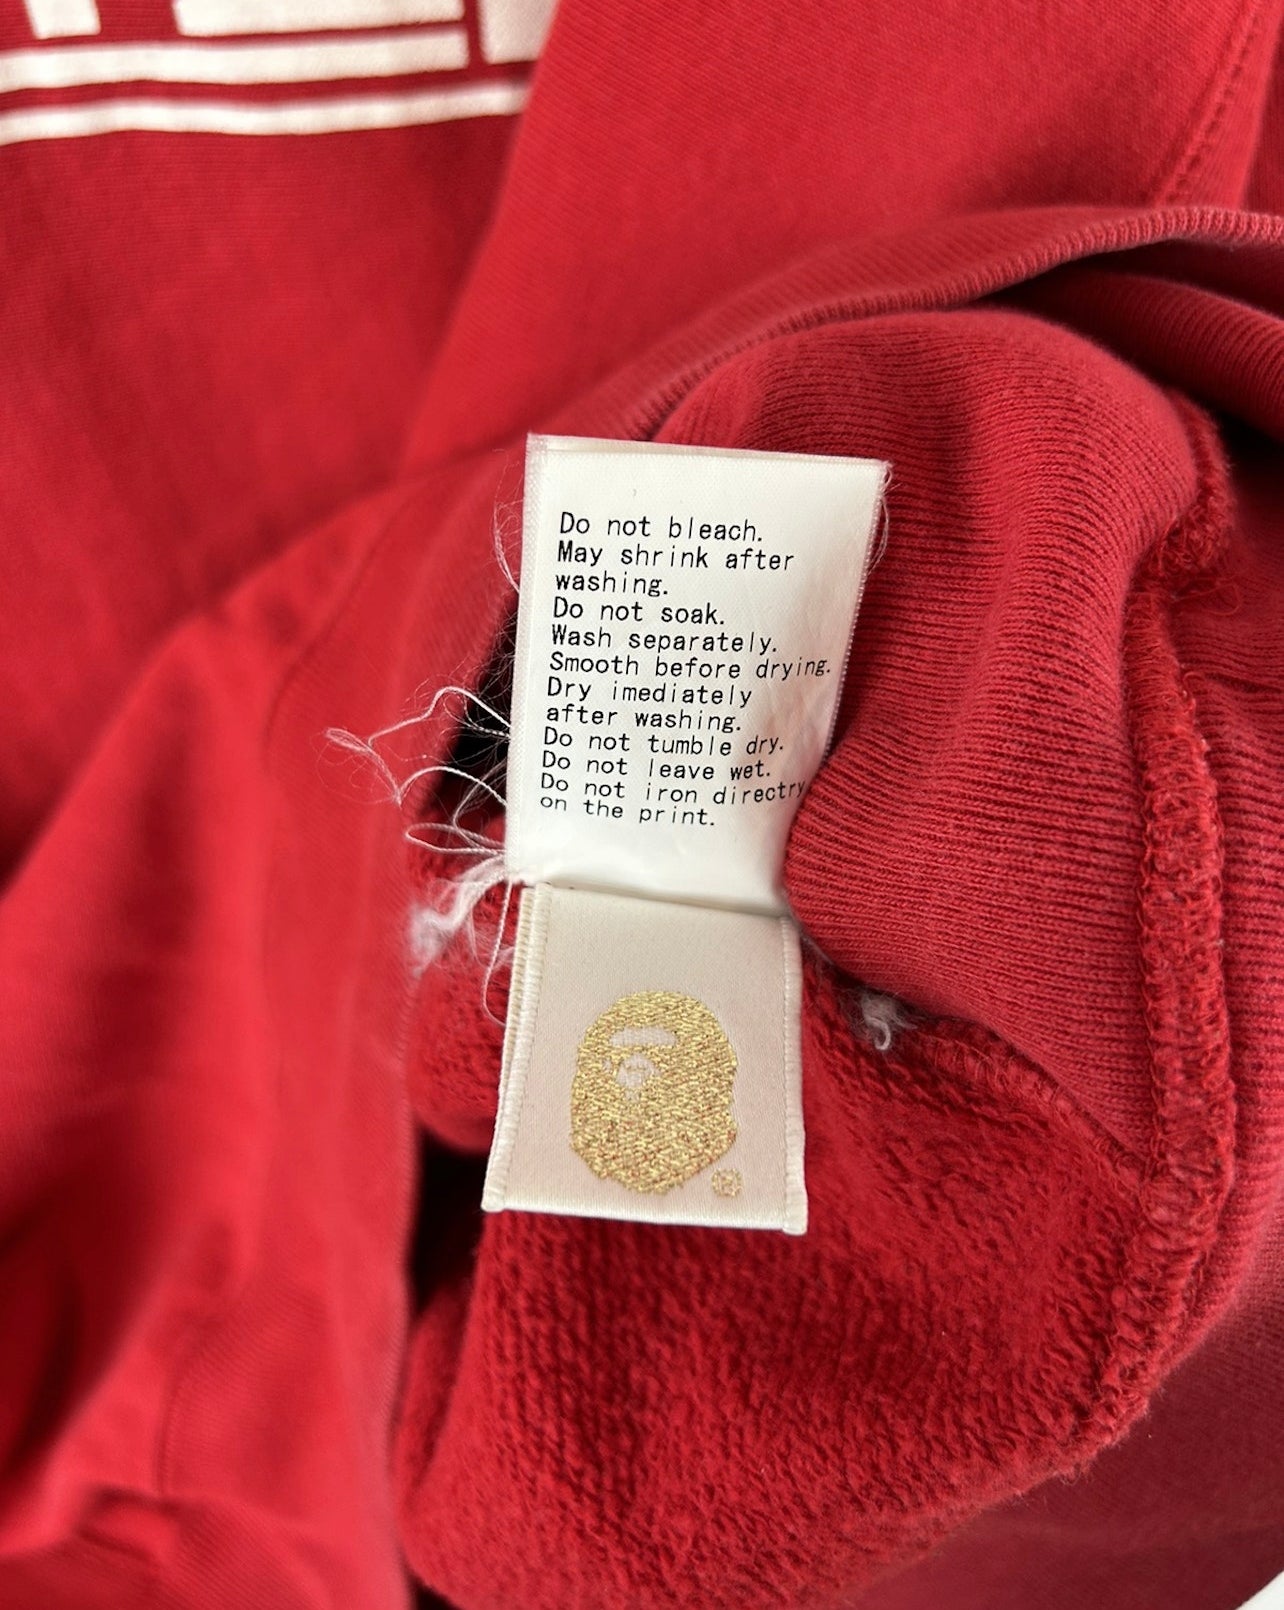 Do not bleach.
May shrink after
washing.
Do not soak.
Wash separately.
Smooth before drying.
Dry imediately
after washing.
Do not tumble dry.
Do not leave wet.
Do not iron directry
on the print.
®